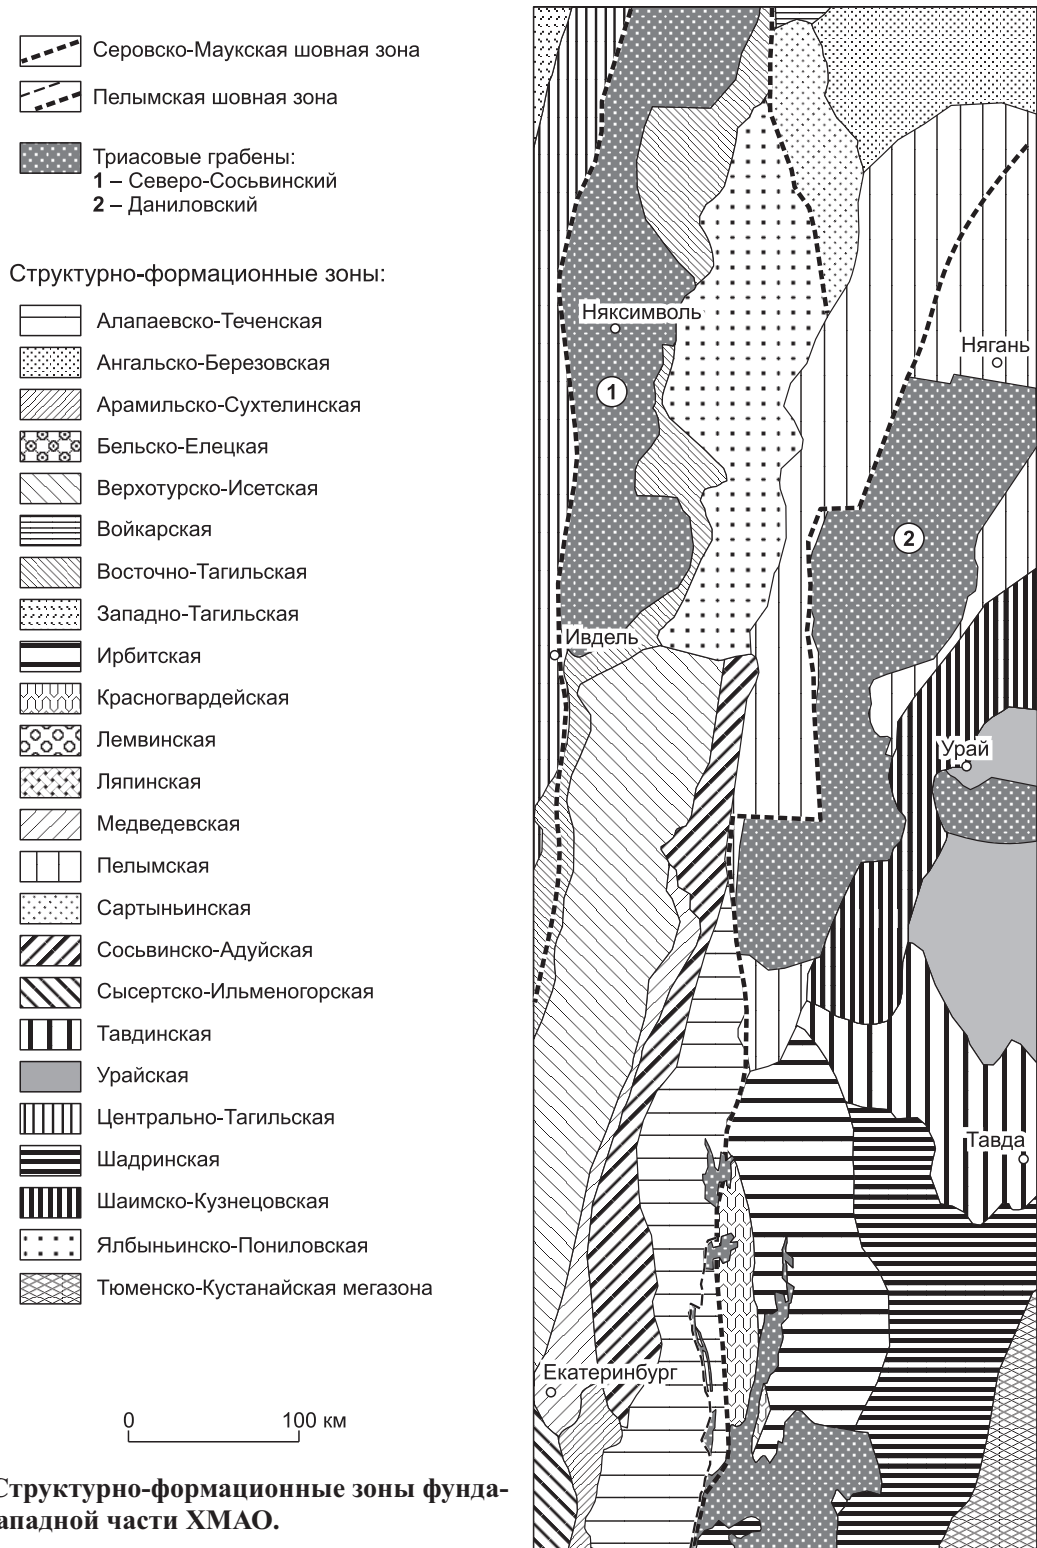 Серовско-Маукская шовная зона
Пелымская шовная зона
Триасовые грабены:
1 – Северо-Сосьвинский
2 – Даниловский
Структурно-формационные зоны:
Алапаевско-Теченская
Ангальско-Березовская
Арамильско-Сухтелинская
Бельско-Елецкая
Верхотурско-Исетская
Войкарская
Восточно-Тагильская
Западно-Тагильская
Ирбитская
Красногвардейская
Лемвинская
Ляпинская
Медведевская
Пелымская
Сартыньинская
Сосьвинско-Адуйская
Сысертско-Ильменогорская
Тавдинская
Урайская
Центрально-Тагильская
Шадринская
Шаимско-Кузнецовская
Ялбыньинско-Пониловская
Тюменско-Кустанайская мегазона
0 100 км
Структурно-формационные зоны фунда-
ападной части ХМАО.
Няксимволь
Нягань
1
2
Ивдель
Урай
Тавда
Екатеринбург